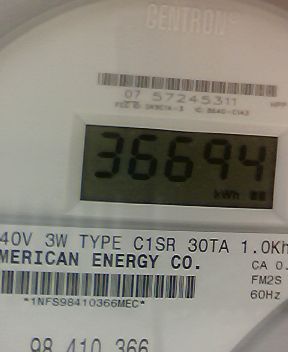 CENTRON®
07 57245311
36694
kWh
40V 3W TYPE C1SR 30TA 1.0Kh
MERICAN ENERGY CO.
CA 0.
FM2S
*1NFS98410366MEC*
60Hz
98 410 366